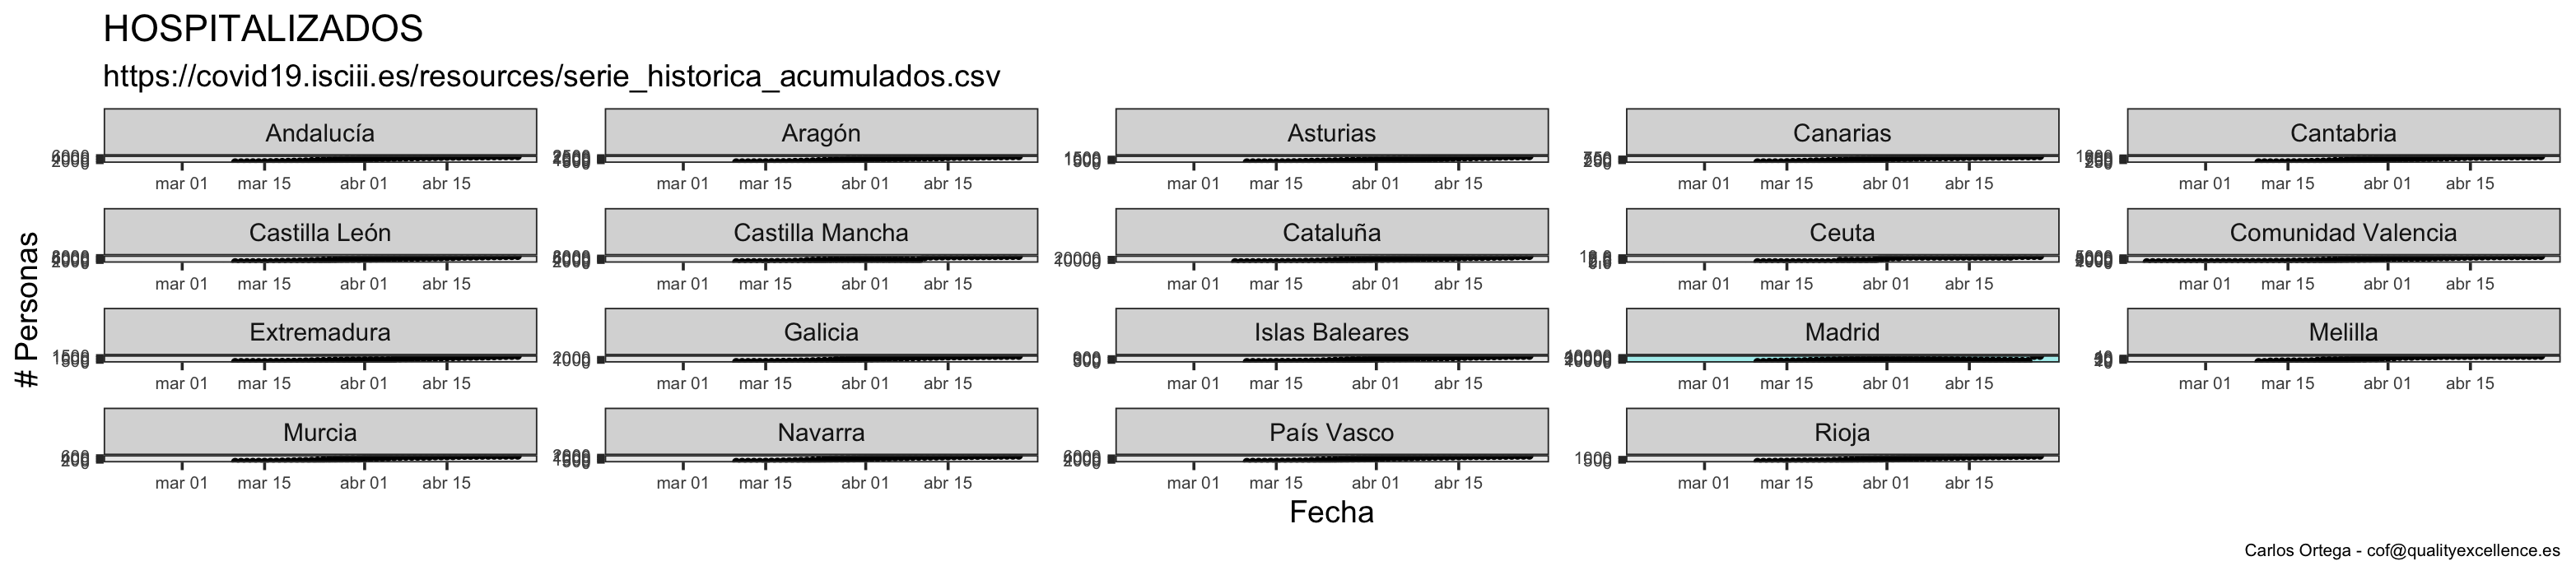 HOSPITALIZADOS
https://covid19.isciii.es/resources/serie_historica_acumulados.csv
Andalucía Aragón Asturias Canarias Cantabria
mar 01 mar 15 abr 01 abr 15 mar 01 mar 15 abr 01 abr 15 mar 01 mar 15 abr 01 abr 15 mar 01 mar 15 abr 01 abr 15 mar 01 mar 15 abr 01 abr 15
Castilla León Castilla Mancha Cataluña Ceuta Comunidad Valencia
mar 01 mar 15 abr 01 abr 15 mar 01 mar 15 abr 01 abr 15 mar 01 mar 15 abr 01 abr 15 mar 01 mar 15 abr 01 abr 15 mar 01 mar 15 abr 01 abr 15
# Personas
Extremadura Galicia Islas Baleares Madrid Melilla
mar 01 mar 15 abr 01 abr 15 mar 01 mar 15 abr 01 abr 15 mar 01 mar 15 abr 01 abr 15 mar 01 mar 15 abr 01 abr 15 mar 01 mar 15 abr 01 abr 15
Murcia Navarra País Vasco Rioja
mar 01 mar 15 abr 01 abr 15 mar 01 mar 15 abr 01 abr 15 mar 01 mar 15 abr 01 abr 15 mar 01 mar 15 abr 01 abr 15
Fecha
Carlos Ortega - cof@qualityexcellence.es